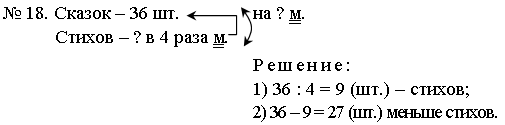 № 18. Сказок – 36 шт. на ? м.
Стихов – ? в 4 раза м.
Решение:
1) 36 : 4 = 9 (шт.) – стихов;
2) 36 – 9 = 27 (шт.) меньше стихов.